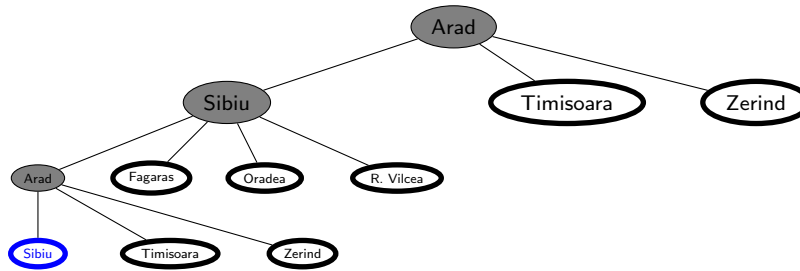 Arad
Sibiu
Timisoara
Zerind
Arad
Fagaras
Oradea
R. Vilcea
Sibiu
Timisoara
Zerind